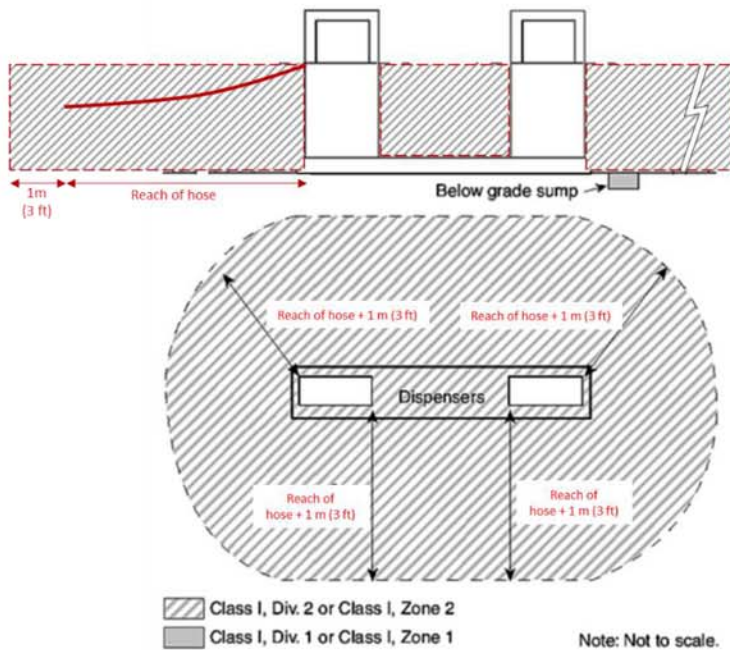 1m
(3 ft)
Reach of hose
Below grade sump
Reach of hose + 1 m (3 ft)
Reach of hose + 1 m (3 ft)
Dispensers
Reach of
hose + 1 m (3 ft)
Reach of
hose + 1 m (3 ft)
Class I, Div. 2 or Class I, Zone 2
Class I, Div. 1 or Class I, Zone 1
Note: Not to scale.